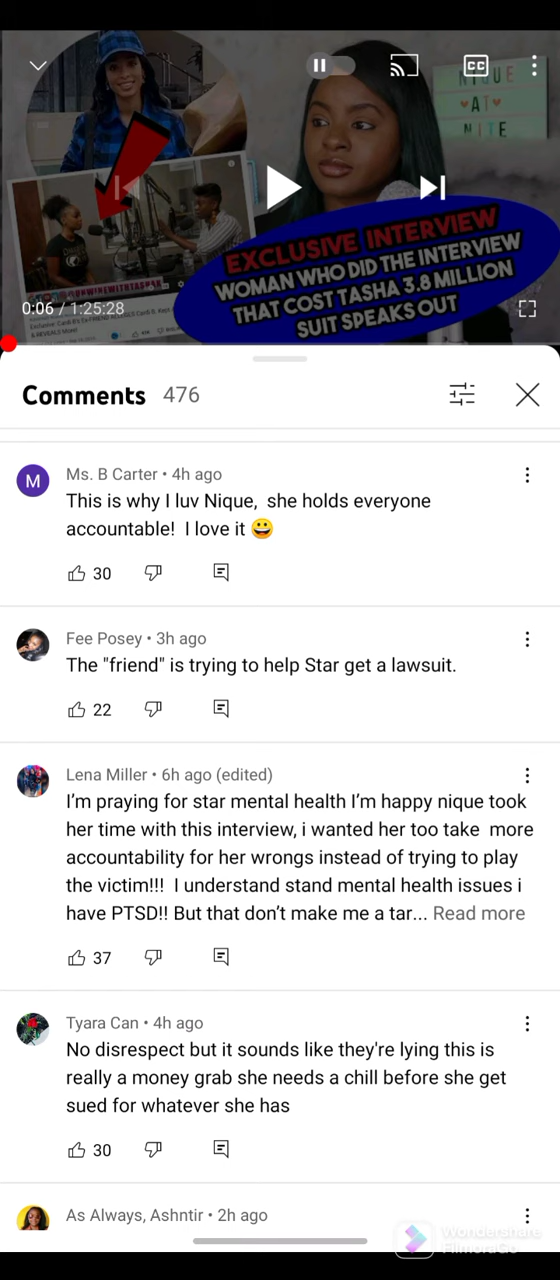 CC
NIQUE
AT
NITE
EXCLUSIVE INTERVIEW
WOMAN WHO DID THE INTERVIEW
THAT COST TASHA 3.8 MILLION
SUIT SPEAKS OUT
0:06 / 1:25:28
Comments 476
M
Ms. B Carter • 4h ago
This is why I luv Nique, she holds everyone
accountable! I love it 😀
30
Fee Posey • 3h ago
The "friend" is trying to help Star get a lawsuit.
22
Lena Miller • 6h ago (edited)
I’m praying for star mental health I’m happy nique took
her time with this interview, i wanted her too take more
accountability for her wrongs instead of trying to play
the victim!!! I understand stand mental health issues i
have PTSD!! But that don’t make me a tar... Read more
37
Tyara Can • 4h ago
No disrespect but it sounds like they're lying this is
really a money grab she needs a chill before she get
sued for whatever she has
30
As Always, Ashntir • 2h ago
Wondershare
FilmoraGo